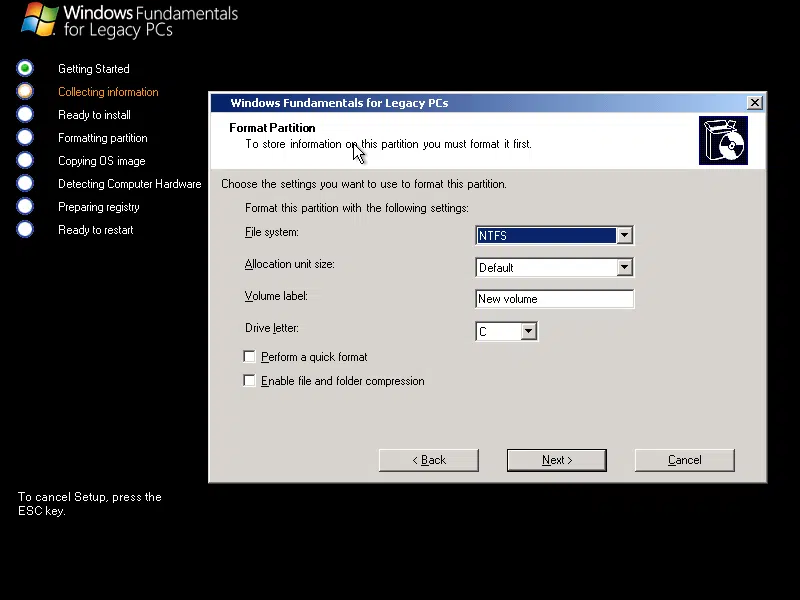 Windows Fundamentals
for Legacy PCs
Getting Started
Collecting information
Ready to install
Formatting partition
Copying OS image
Detecting Computer Hardware
Preparing registry
Ready to restart
To cancel Setup, press the
ESC key.
Windows Fundamentals for Legacy PCs
Format Partition
To store information on this partition you must format it first.
Choose the settings you want to use to format this partition.
Format this partition with the following settings:
File system:
NTFS
Allocation unit size:
Default
Volume label:
New volume
Drive letter:
C
Perform a quick format
Enable file and folder compression
< Back
Next >
Cancel